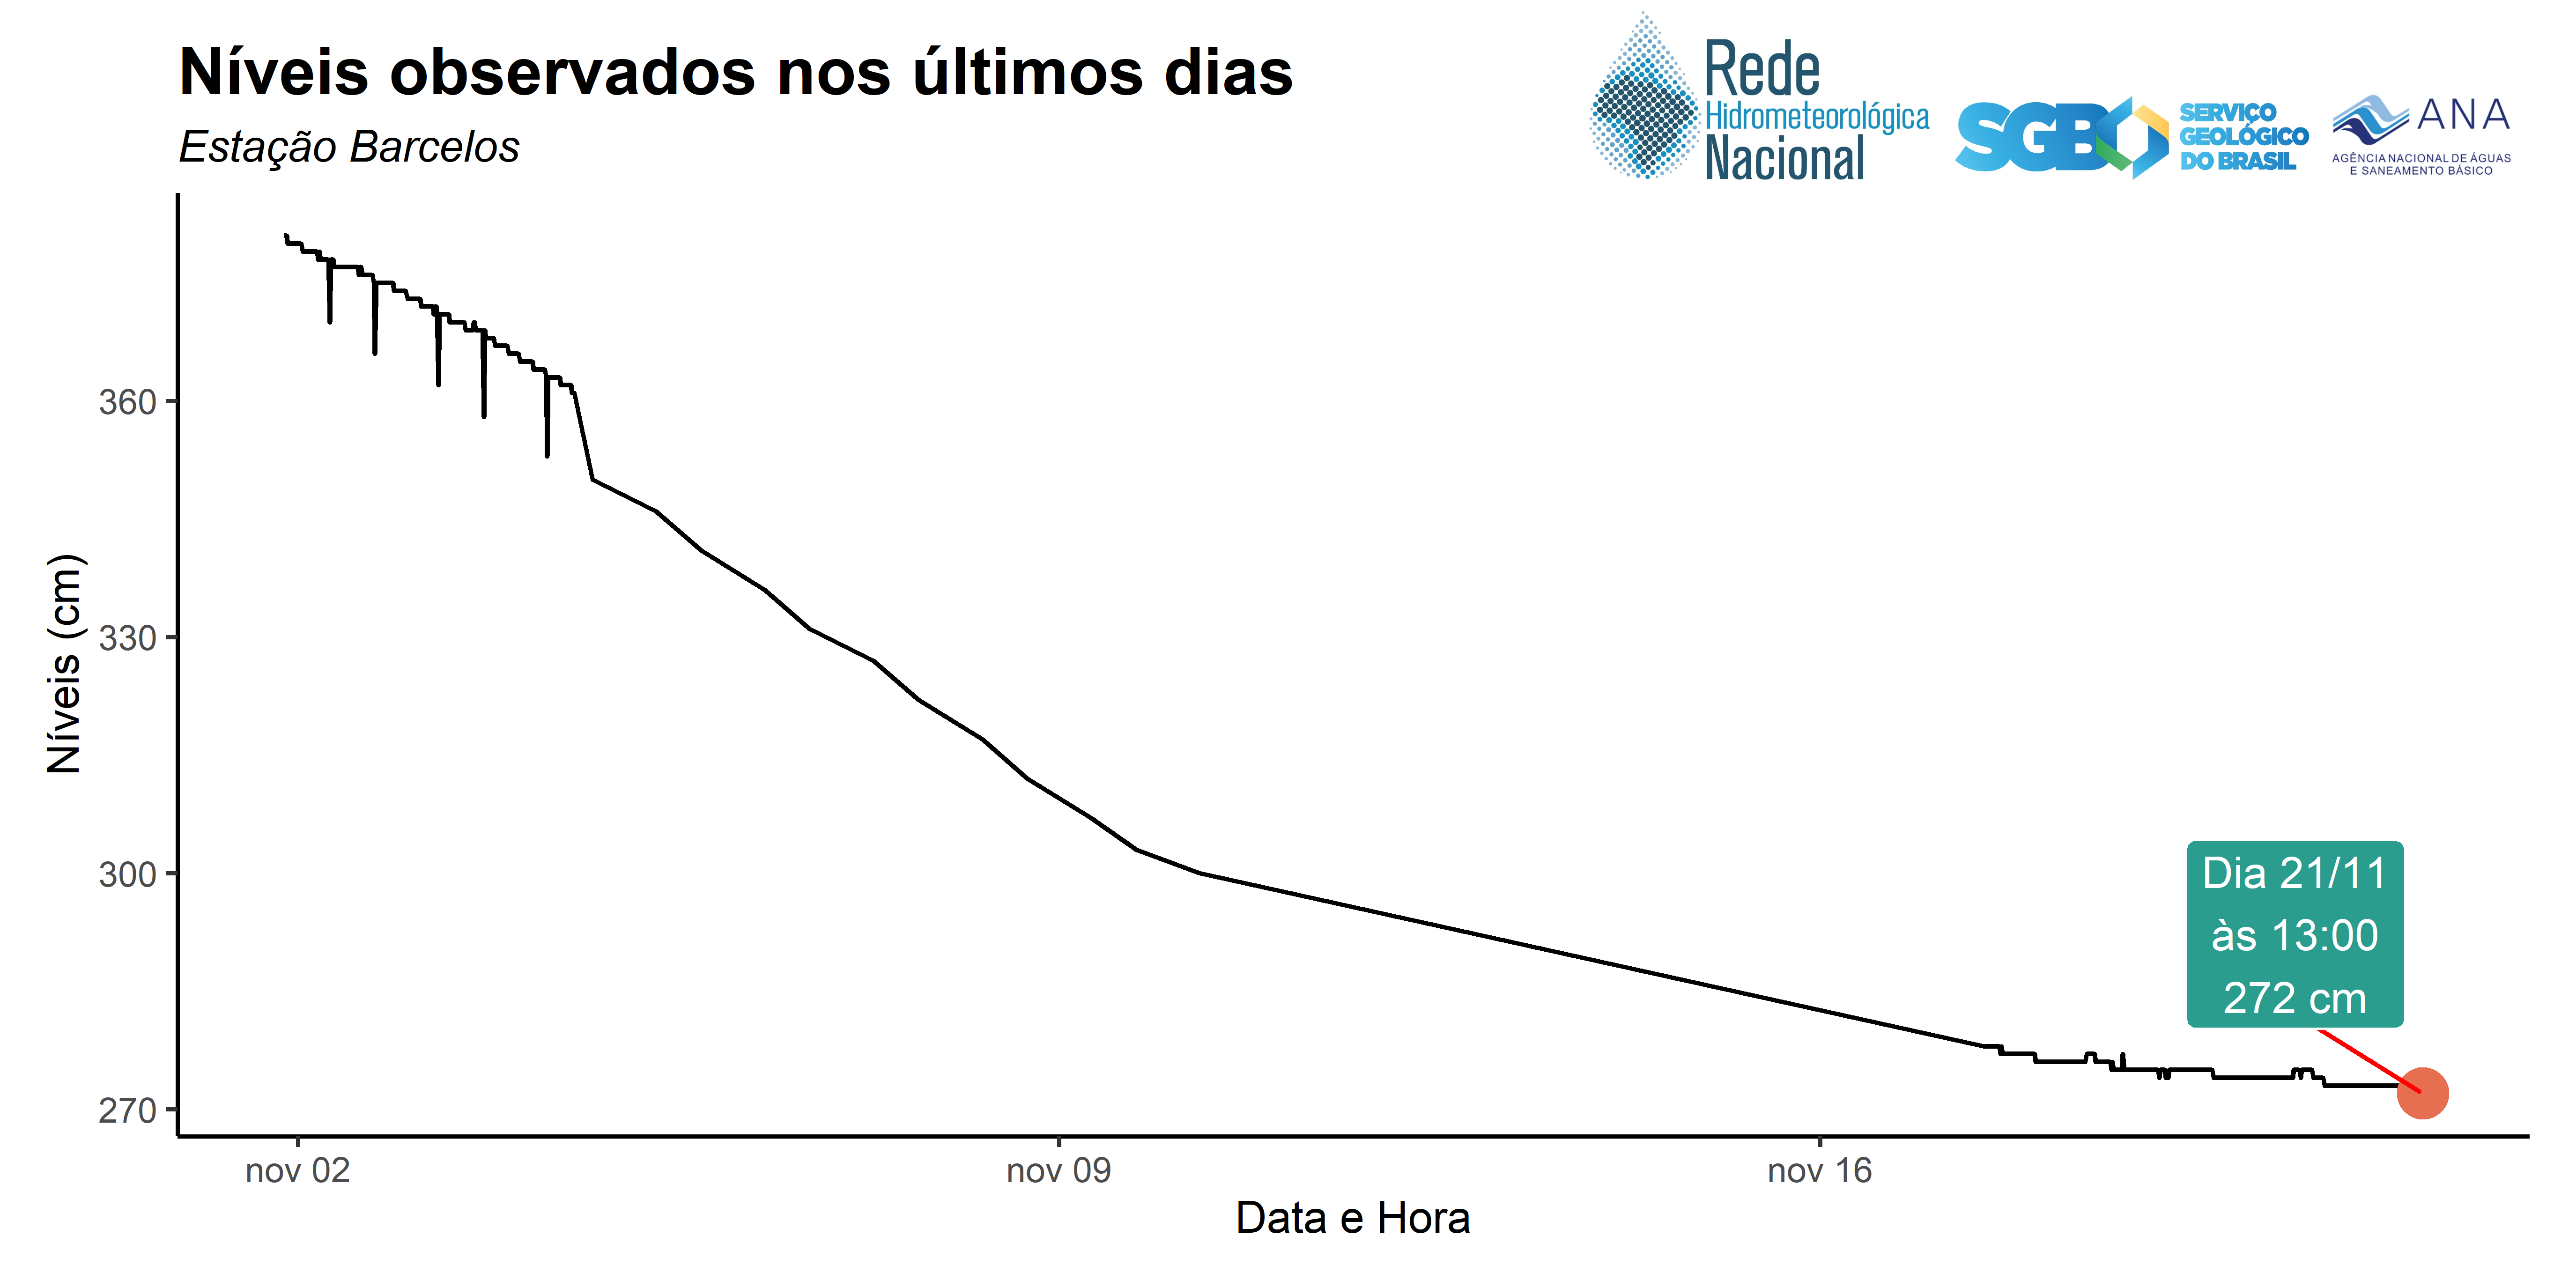 Níveis observados nos últimos dias
Estação Barcelos
Rede
Hidrometeorológica
Nacional
SGB
SERVIÇO
GEOLÓGICO
DO BRASIL
ANA
AGÊNCIA NACIONAL DE ÁGUAS
E SANEAMENTO BÁSICO
Níveis (cm)
360
330
300
270
Dia 21/11
às 13:00
272 cm
nov 02
nov 09
nov 16
Data e Hora